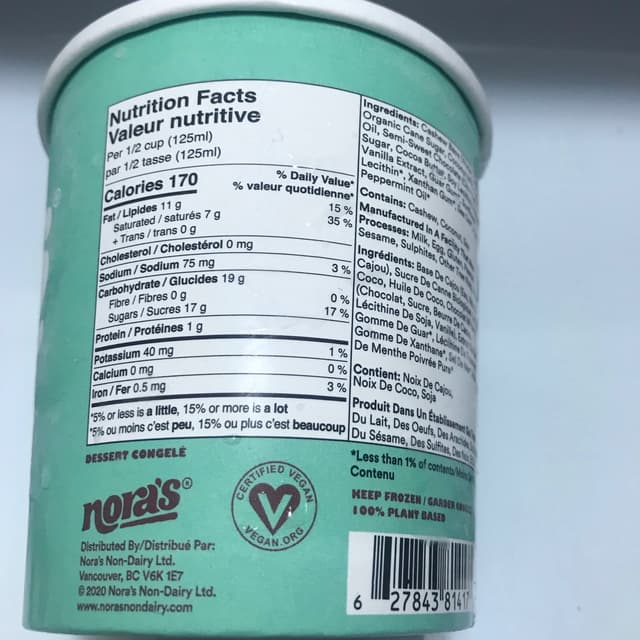 Nutrition Facts
Valeur nutritive
Per 1/2 cup (125ml)
par 1/2 tasse (125ml)
Calories 170
% Daily Value*
% valeur quotidienne*
Fat / Lipides 11 g 15 %
Saturated / saturés 7 g 35 %
+ Trans / trans 0 g
Cholesterol / Cholestérol 0 mg
Sodium / Sodium 75 mg 3 %
Carbohydrate / Glucides 19 g
Fibre / Fibres 0 g 0 %
Sugars / Sucres 17 g 17 %
Protein / Protéines 1 g
Potassium 40 mg 1 %
Calcium 0 mg 0 %
Iron / Fer 0.5 mg 3 %
*5% or less is a little, 15% or more is a lot
*5% ou moins c'est peu, 15% ou plus c'est beaucoup
Ingredients: Cashew
Organic Cane Sugar,
Oil, Semi-Sweet
Sugar, Cocoa Butter,
Vanilla Extract, Guar
Lecithin*, Xanthan Gum*,
Peppermint Oil*
Contains: Cashew, Coconut,
Manufactured In A Facility That
Processes: Milk, Egg,
Sesame, Sulphites, Other
Ingrédients: Base De Cajou
Cajou), Sucre De Canne
Coco, Huile De Coco,
(Chocolat, Sucre, Beurre De
Lécithine De Soja, Vanille),
Gomme De Guar*,
Gomme De Xanthane*,
De Menthe Poivrée Pure*
Contient: Noix De Cajou,
Noix De Coco, Soja
Produit Dans Un Établissement
Du Lait, Des Oeufs, Des Arachides
Du Sésame, Des Sulfites, Des
*Less than 1% of contents
Contenu
KEEP FROZEN / GARDER
100% PLANT BASED
DESSERT CONGELÉ
nora's®
CERTIFIED VEGAN
VEGAN.ORG
Distributed By/Distribué Par:
Nora's Non-Dairy Ltd.
Vancouver, BC V6K 1E7
© 2020 Nora's Non-Dairy Ltd.
www.norasnondairy.com
6 27843 81417